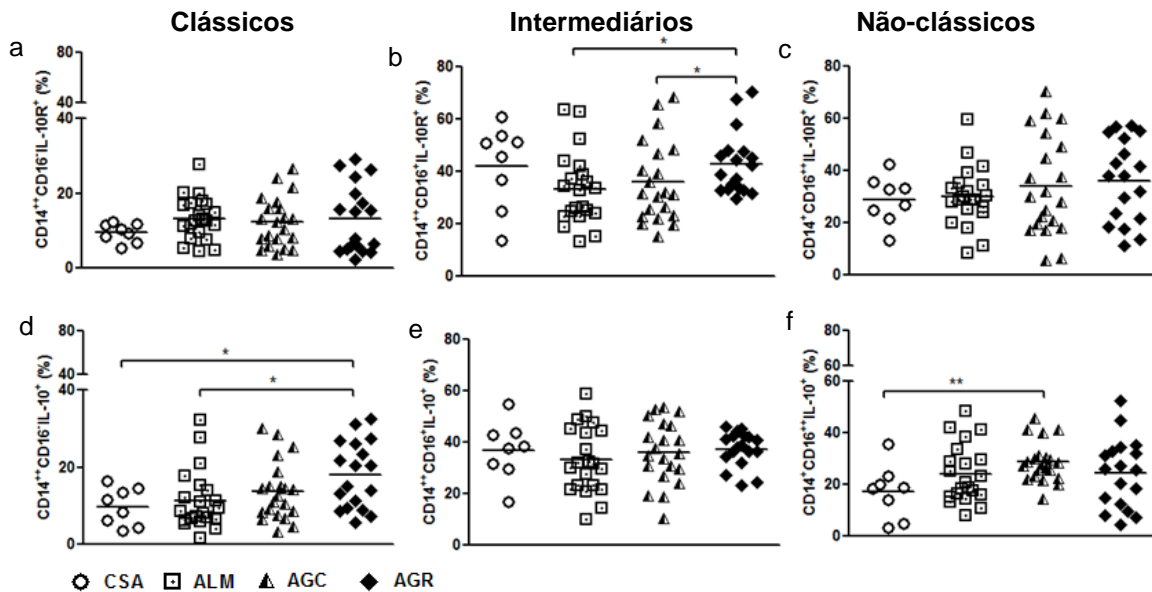 Clássicos
Intermediários
Não-clássicos
a
CD14⁺⁺CD16⁻IL-10R⁺ (%)
80
40
40
20
0
b
CD14⁺⁺CD16⁺IL-10R⁺ (%)
80
60
40
20
0
*
*
c
CD14⁺CD16⁺⁺IL-10R⁺ (%)
80
60
40
20
0
d
CD14⁺⁺CD16⁻IL-10⁺ (%)
80
40
40
20
0
*
*
e
CD14⁺⁺CD16⁺IL-10⁺ (%)
80
60
40
20
0
f
CD14⁺CD16⁺⁺IL-10⁺ (%)
80
60
60
40
20
0
**
CSA ALM AGC AGR